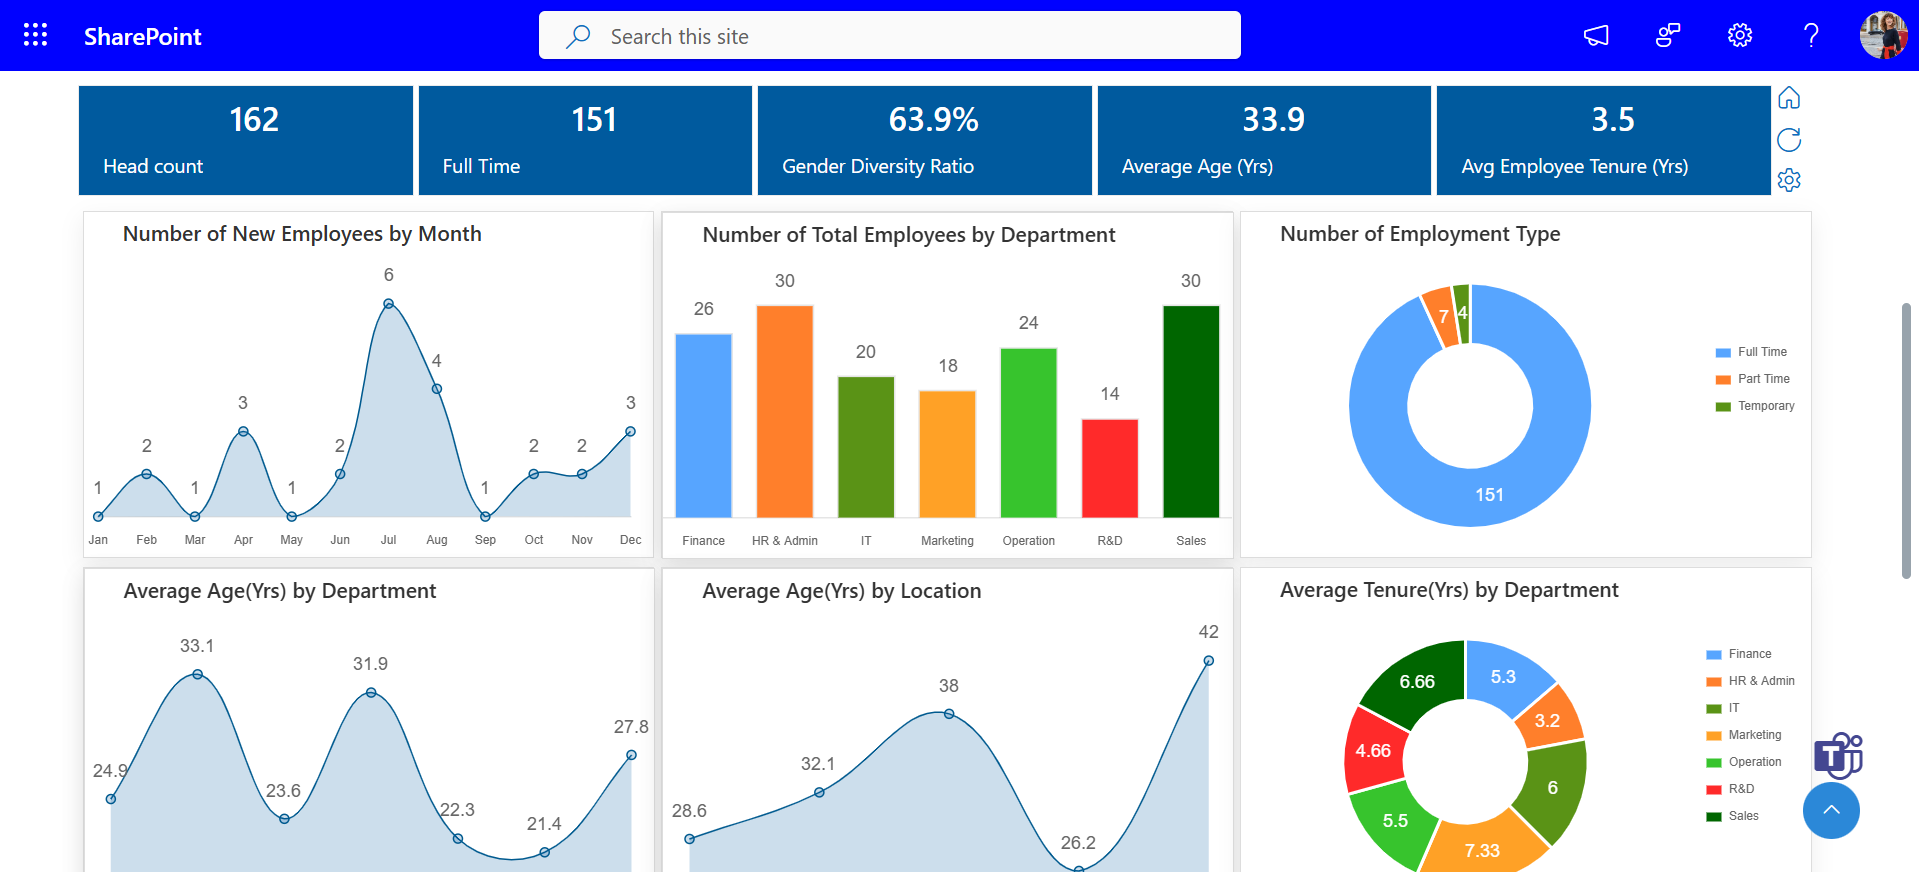 SharePoint
Search this site
162
Head count
151
Full Time
63.9%
Gender Diversity Ratio
33.9
Average Age (Yrs)
3.5
Avg Employee Tenure (Yrs)
Number of New Employees by Month
1
2
1
3
1
2
6
4
1
2
2
3
Jan Feb Mar Apr May Jun Jul Aug Sep Oct Nov Dec
Number of Total Employees by Department
26
30
20
18
24
14
30
Finance HR & Admin IT Marketing Operation R&D Sales
Number of Employment Type
7
4
151
Full Time
Part Time
Temporary
Average Age(Yrs) by Department
24.9
33.1
23.6
31.9
22.3
21.4
27.8
Average Age(Yrs) by Location
28.6
32.1
38
26.2
42
Average Tenure(Yrs) by Department
5.3
3.2
6
7.33
5.5
4.66
6.66
Finance
HR & Admin
IT
Marketing
Operation
R&D
Sales
T